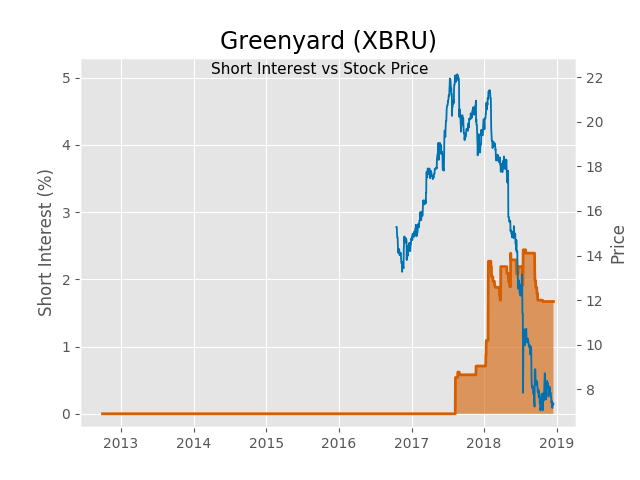 Greenyard (XBRU)
Short Interest vs Stock Price
Short Interest (%)
5
4
3
2
1
0
22
20
18
16
14
12
10
8
Price
2013 2014 2015 2016 2017 2018 2019